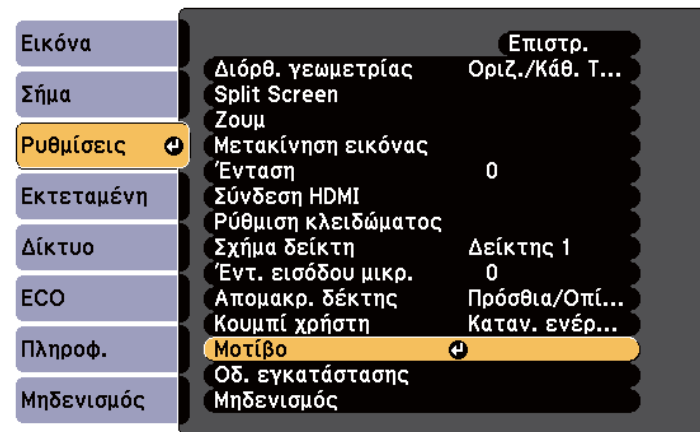 Εικόνα
Σήμα
Ρυθμίσεις
Εκτεταμένη
Δίκτυο
ECO
Πληροφ.
Μηδενισμός
Επιστρ.
Διόρθ. γεωμετρίας Οριζ./Κάθ. Τ...
Split Screen
Ζουμ
Μετακίνηση εικόνας
Ένταση 0
Σύνδεση HDMI
Ρύθμιση κλειδώματος
Σχήμα δείκτη Δείκτης 1
Έντ. εισόδου μικρ. 0
Απομακρ. δέκτης Πρόσθια/Οπί...
Κουμπί χρήστη Καταν. ενέρ...
Μοτίβο
Οδ. εγκατάστασης
Μηδενισμός